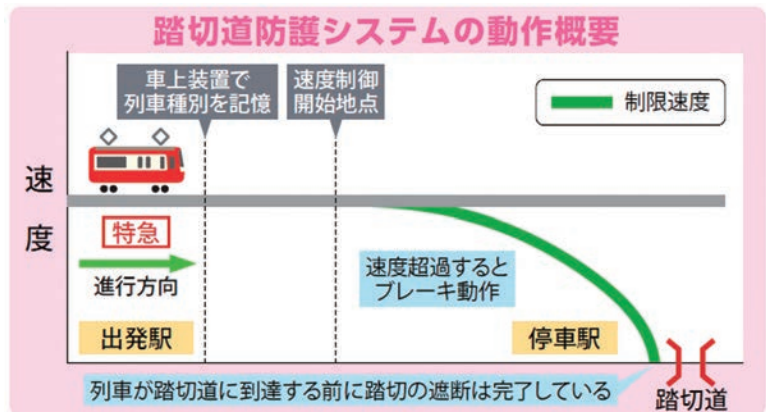 踏切道防護システムの動作概要
車上装置で
列車種別を記憶
速度制御
開始地点
制限速度
速度
特急
進行方向
速度超過すると
ブレーキ動作
出発駅
停車駅
列車が踏切道に到達する前に踏切の遮断は完了している
踏切道